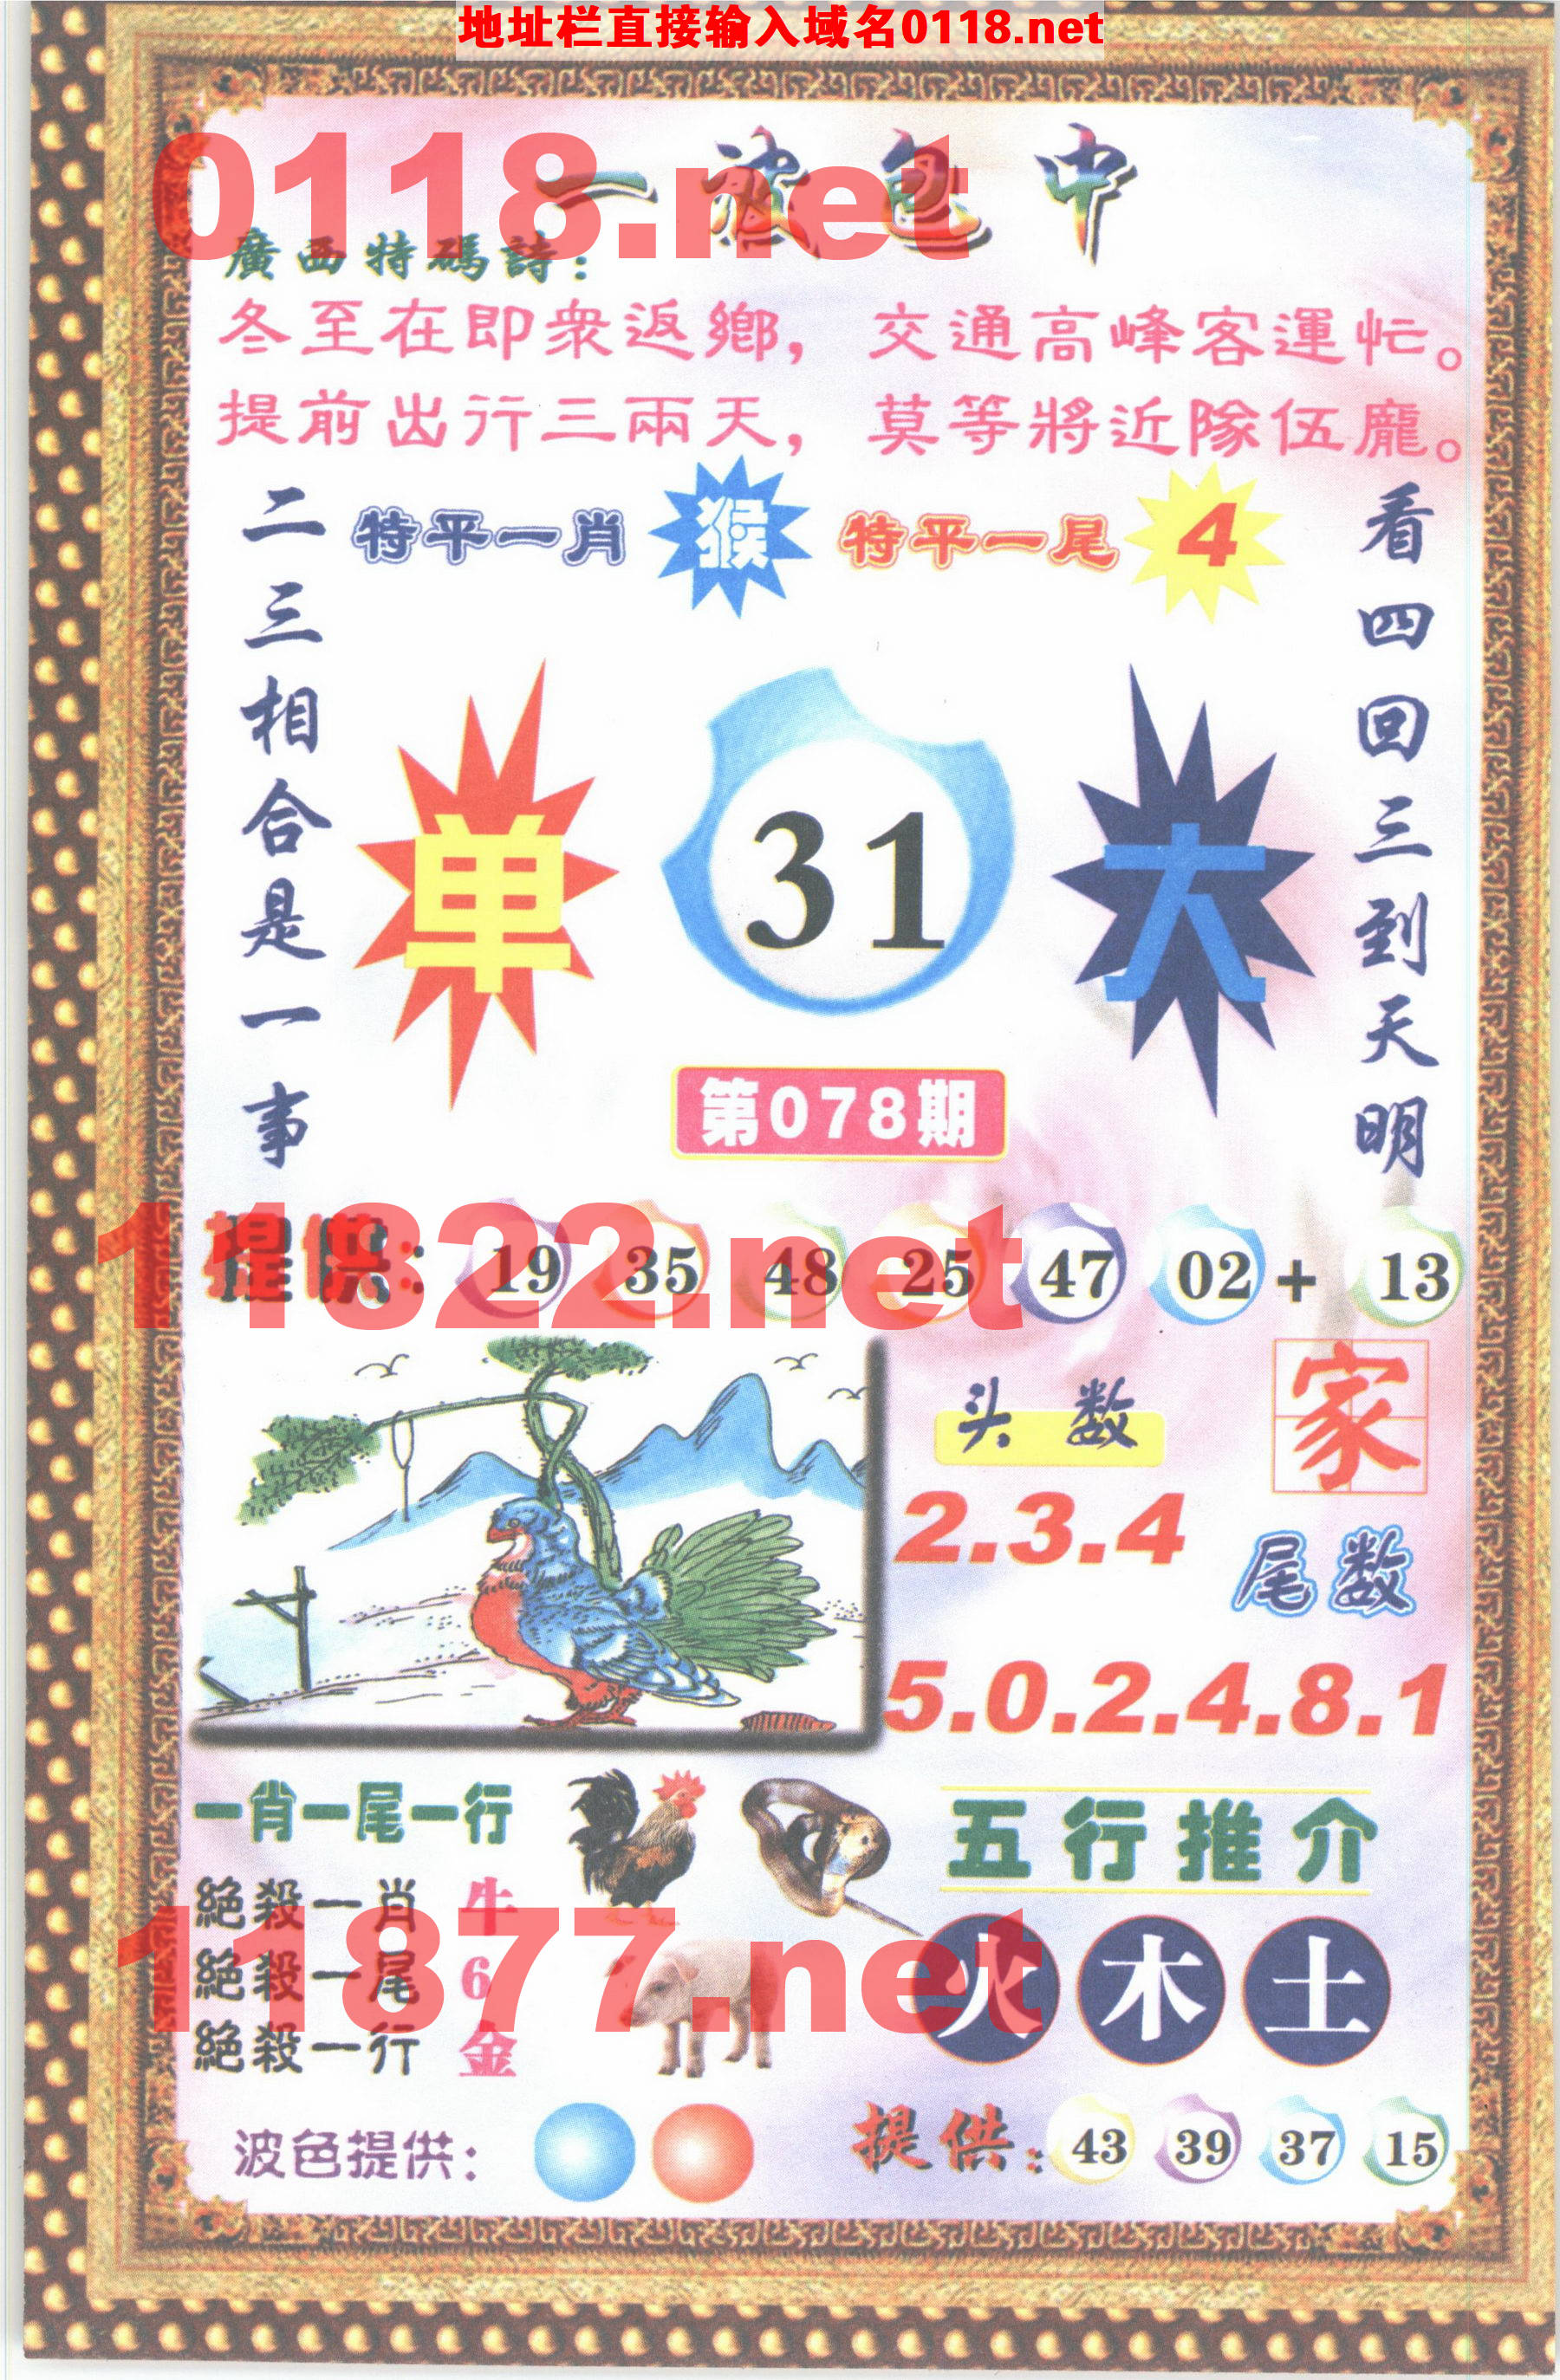 地址栏直接输入域名0118.net
0118.net
一波包中
廣西特碼詩：
冬至在即衆返鄉，交通高峰客運忙。
提前出行三兩天，莫等將近隊伍龐。
二三相合是一事
特平一肖 猴 特平一尾 4
看四回三到天明
单 31 大
第078期
11822.net
提供：19 35 48 25 47 02 + 13
头数
家
2.3.4
尾数
5.0.2.4.8.1
一肖一尾一行
五行推介
絕殺一肖 牛
11877.net
絕殺一尾 6
火 木 土
絕殺一行 金
波色提供：
提供：43 39 37 15